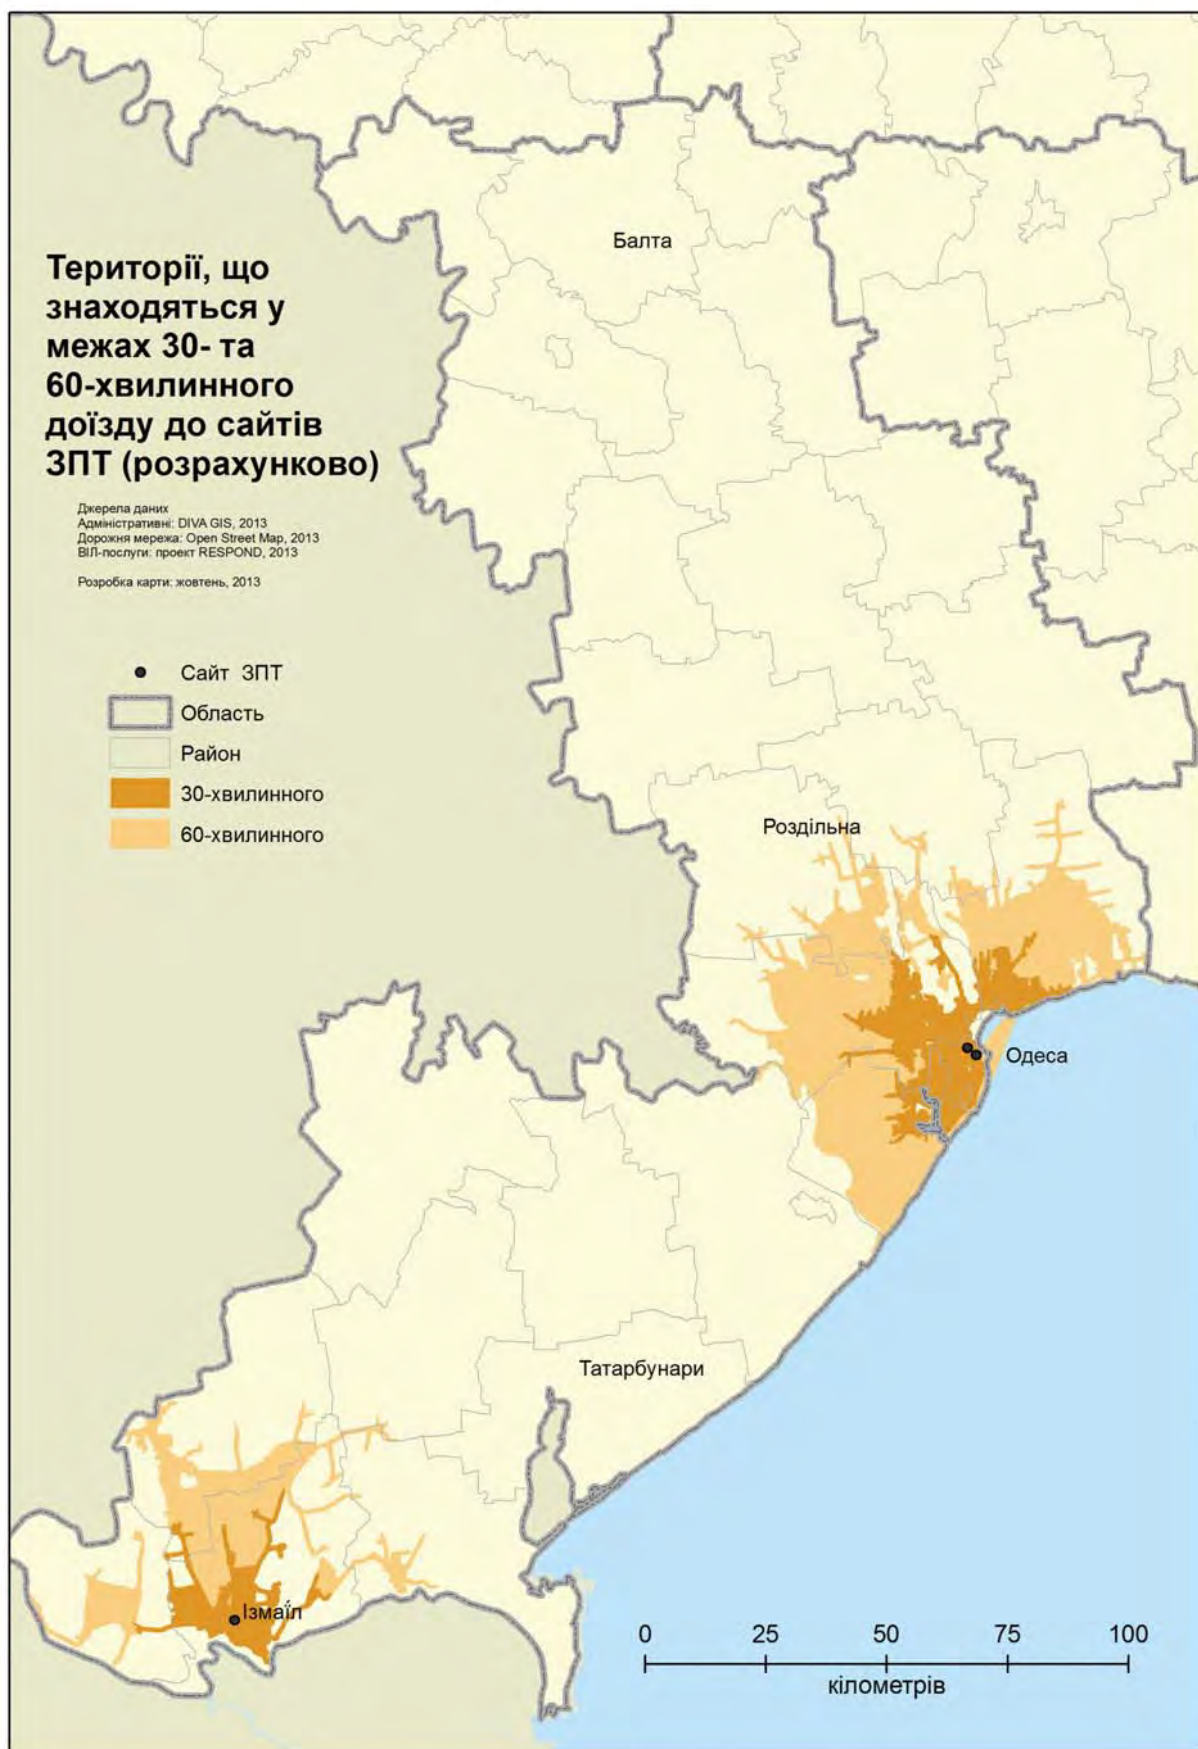 Балта
Території, що
знаходяться у
межах 30- та
60-хвилинного
доїзду до сайтів
ЗПТ (розрахунково)
Джерела даних
Адміністративні: DIVA GIS, 2013
Дорожня мережа: Open Street Map, 2013
ВІЛ-послуги: проект RESPOND, 2013
Розробка карти: жовтень, 2013
Сайт ЗПТ
Область
Район
30-хвилинного
60-хвилинного
Роздільна
Одеса
Татарбунари
Ізмаїл
0 25 50 75 100
кілометрів